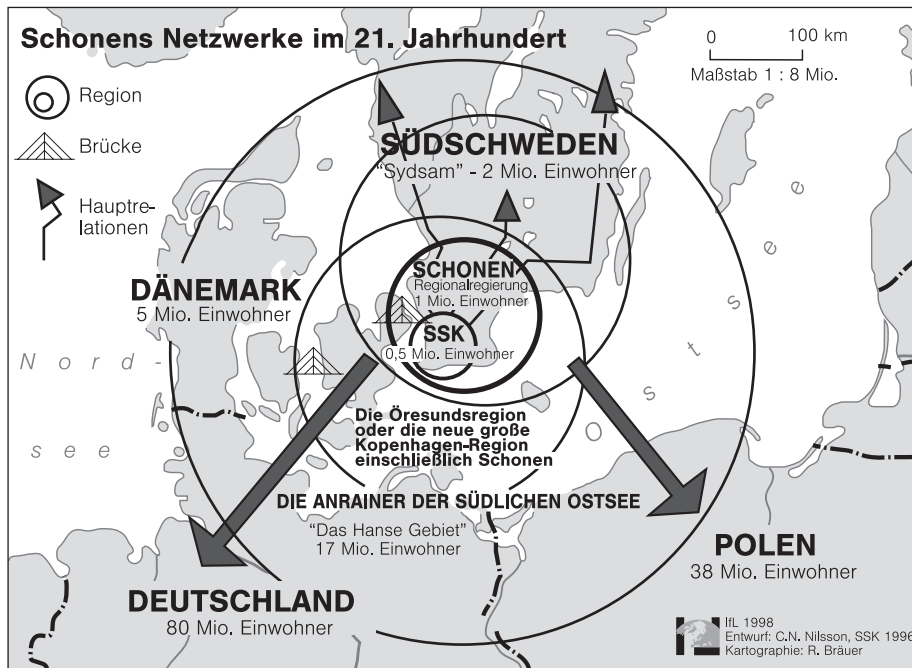 Schonens Netzwerke im 21. Jahrhundert
0 100 km
Maßstab 1 : 8 Mio.
Region
Brücke
Hauptre-
lationen
SÜDSCHWEDEN
"Sydsam" - 2 Mio. Einwohner
SCHONEN
Regionalregierung
1 Mio. Einwohner
SSK
0,5 Mio. Einwohner
DÄNEMARK
5 Mio. Einwohner
Nord-
see
Ostsee
Die Öresundsregion
oder die neue große
Kopenhagen-Region
einschließlich Schonen
DIE ANRAINER DER SÜDLICHEN OSTSEE
"Das Hanse Gebiet"
17 Mio. Einwohner
POLEN
38 Mio. Einwohner
DEUTSCHLAND
80 Mio. Einwohner
IfL 1998
Entwurf: C.N. Nilsson, SSK 1996
Kartographie: R. Bräuer